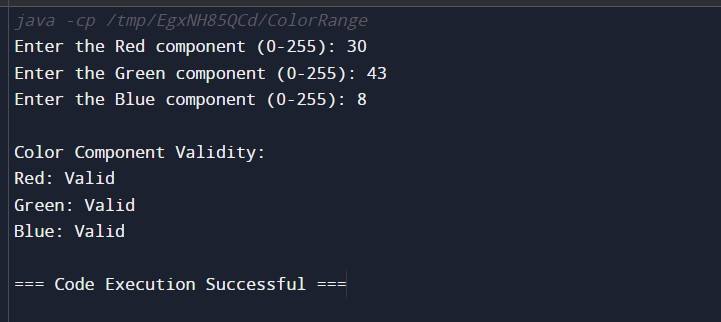 java -cp /tmp/EgxNH85QCd/ColorRange
Enter the Red component (0-255): 30
Enter the Green component (0-255): 43
Enter the Blue component (0-255): 8
Color Component Validity:
Red: Valid
Green: Valid
Blue: Valid
=== Code Execution Successful ===